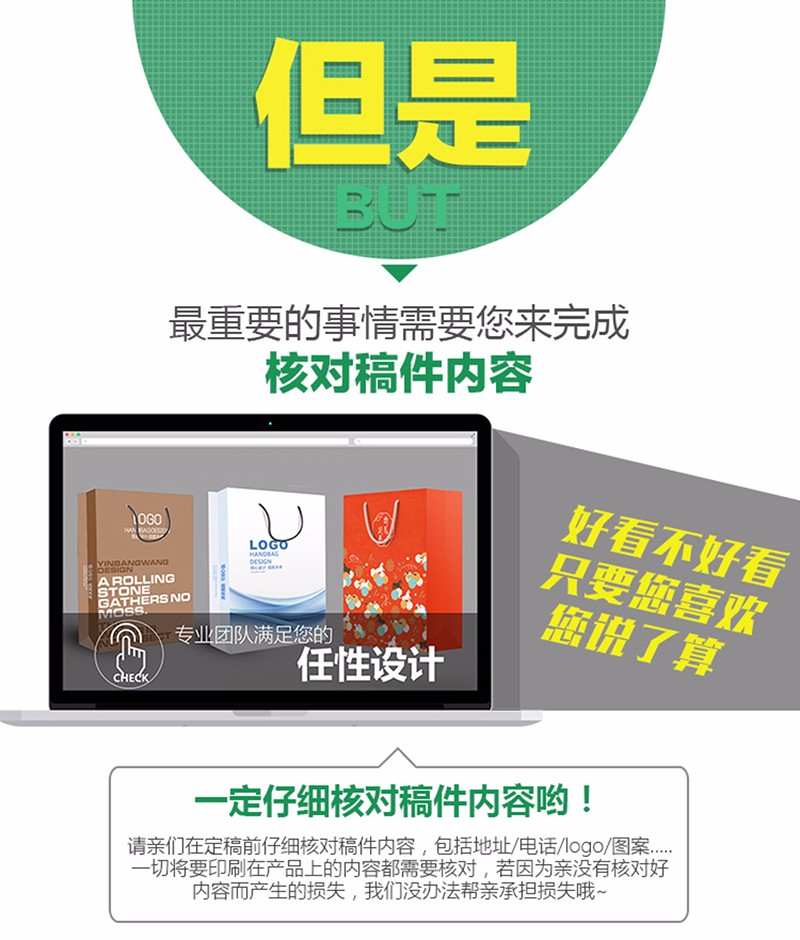 但是
BUT
最重要的事情需要您来完成
核对稿件内容
LOGO
YINBANGWANG
DESIGN
A ROLLING
STONE
GATHERS NO
MOSS.
LOGO
HANDBAG
DESIGN
专业团队满足您的
任性设计
CHECK
好看不好看
只要您喜欢
您说了算
一定仔细核对稿件内容哟！
请亲们在定稿前仔细核对稿件内容，包括地址/电话/logo/图案.....
一切将要印刷在产品上的内容都需要核对，若因为亲没有核对好
内容而产生的损失，我们没办法帮亲承担损失哦~